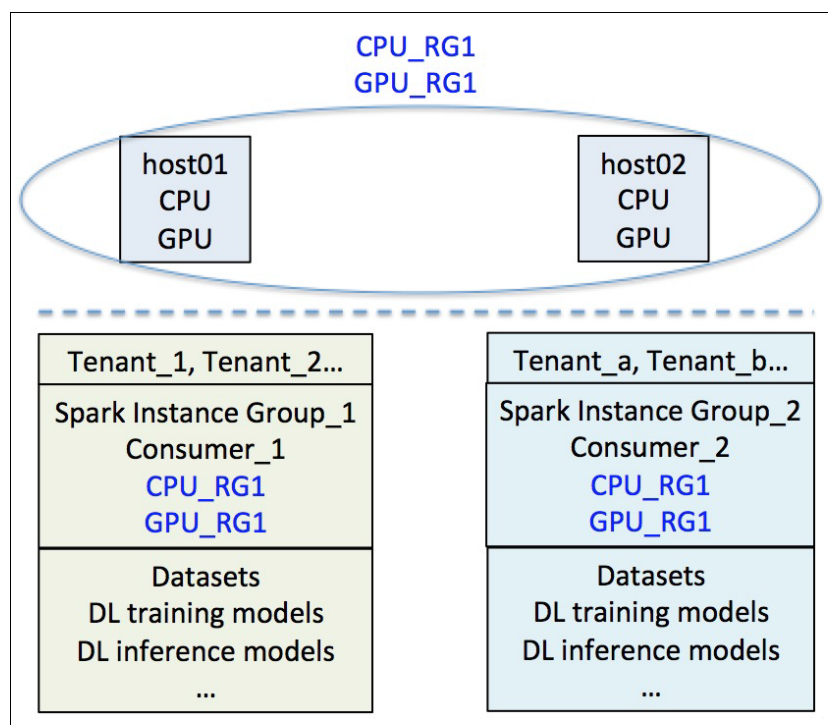 CPU_RG1
GPU_RG1
host01
CPU
GPU
host02
CPU
GPU
Tenant_1, Tenant_2...
Spark Instance Group_1
Consumer_1
CPU_RG1
GPU_RG1
Datasets
DL training models
DL inference models
...
Tenant_a, Tenant_b...
Spark Instance Group_2
Consumer_2
CPU_RG1
GPU_RG1
Datasets
DL training models
DL inference models
...